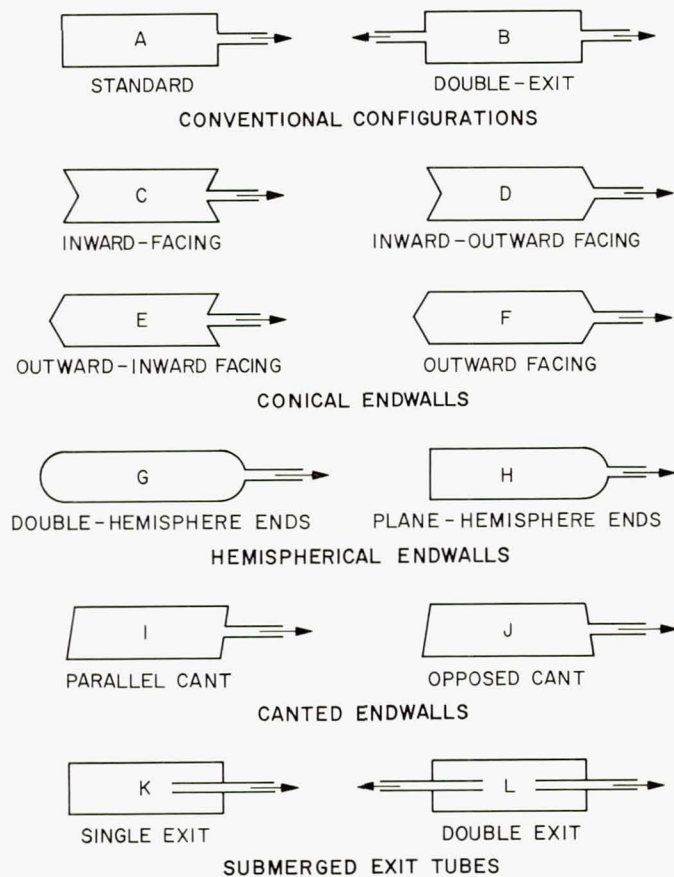 A B
STANDARD DOUBLE-EXIT
CONVENTIONAL CONFIGURATIONS
C D
INWARD-FACING INWARD-OUTWARD FACING
E F
OUTWARD-INWARD FACING OUTWARD FACING
CONICAL ENDWALLS
G H
DOUBLE-HEMISPHERE ENDS PLANE-HEMISPHERE ENDS
HEMISPHERICAL ENDWALLS
I J
PARALLEL CANT OPPOSED CANT
CANTED ENDWALLS
K L
SINGLE EXIT DOUBLE EXIT
SUBMERGED EXIT TUBES